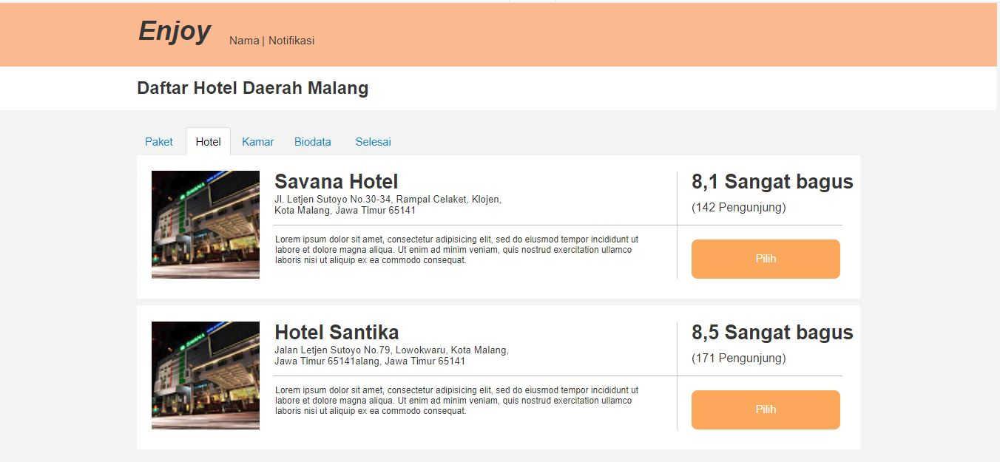 Enjoy
Nama | Notifikasi
Daftar Hotel Daerah Malang
Paket Hotel Kamar Biodata Selesai
SAVANA
Savana Hotel
Jl. Letjen Sutoyo No.30-34, Rampal Celaket, Klojen,
Kota Malang, Jawa Timur 65141
Lorem ipsum dolor sit amet, consectetur adipisicing elit, sed do eiusmod tempor incididunt ut
labore et dolore magna aliqua. Ut enim ad minim veniam, quis nostrud exercitation ullamco
laboris nisi ut aliquip ex ea commodo consequat.
8,1 Sangat bagus
(142 Pengunjung)
Pilih
SAVANA
Hotel Santika
Jalan Letjen Sutoyo No.79, Lowokwaru, Kota Malang,
Jawa Timur 65141alang, Jawa Timur 65141
Lorem ipsum dolor sit amet, consectetur adipisicing elit, sed do eiusmod tempor incididunt ut
labore et dolore magna aliqua. Ut enim ad minim veniam, quis nostrud exercitation ullamco
laboris nisi ut aliquip ex ea commodo consequat.
8,5 Sangat bagus
(171 Pengunjung)
Pilih